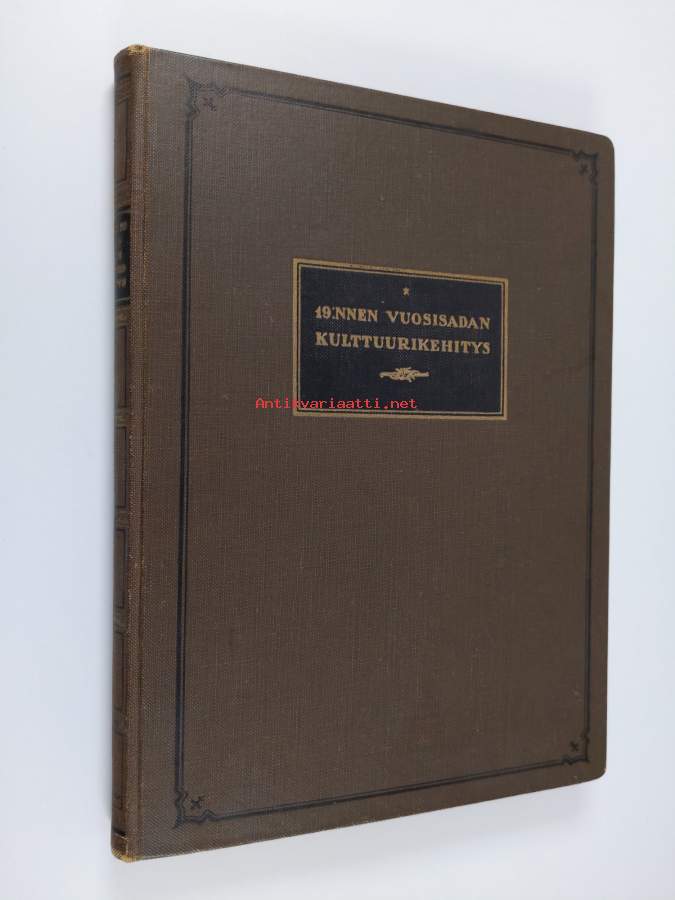 19:NNEN VUOSISADAN
KULTTUURIKEHITYS
Antikvariaatti.net